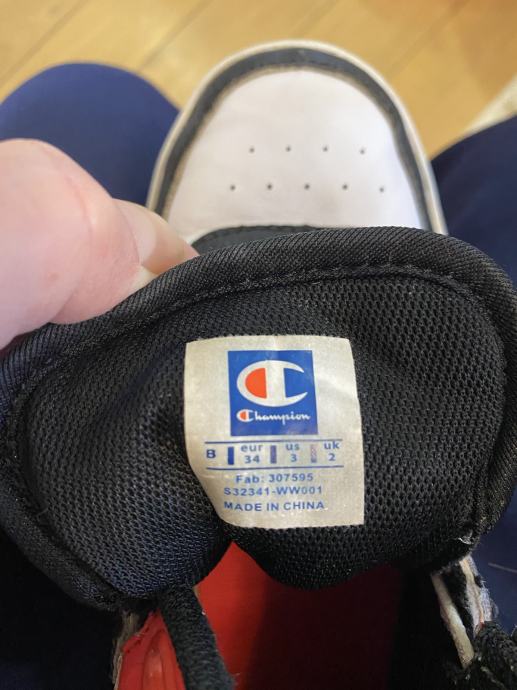 Champion
B eur us uk
34 3 2
Fab: 307595
S32341-WW001
MADE IN CHINA